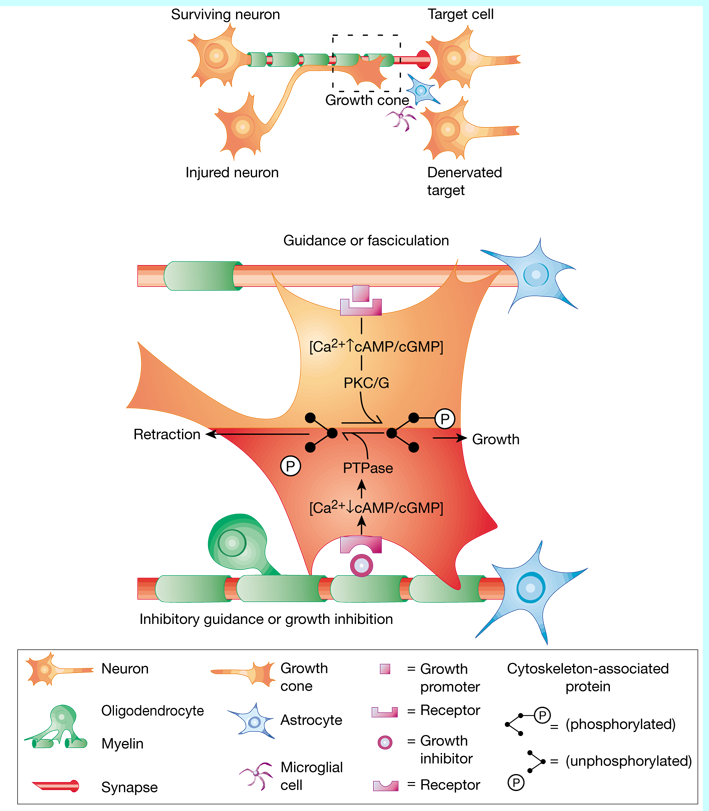 Surviving neuron
Target cell
Growth cone
Injured neuron
Denervated
target
Guidance or fasciculation
[Ca2+↑cAMP/cGMP]
PKC/G
P
Retraction
Growth
P
PTPase
[Ca2+↓cAMP/cGMP]
Inhibitory guidance or growth inhibition
Neuron
Oligodendrocyte
Myelin
Synapse
Growth
cone
Astrocyte
Microglial
cell
= Growth
promoter
= Receptor
= Growth
inhibitor
= Receptor
Cytoskeleton-associated
protein
P = (phosphorylated)
= (unphosphorylated)
P